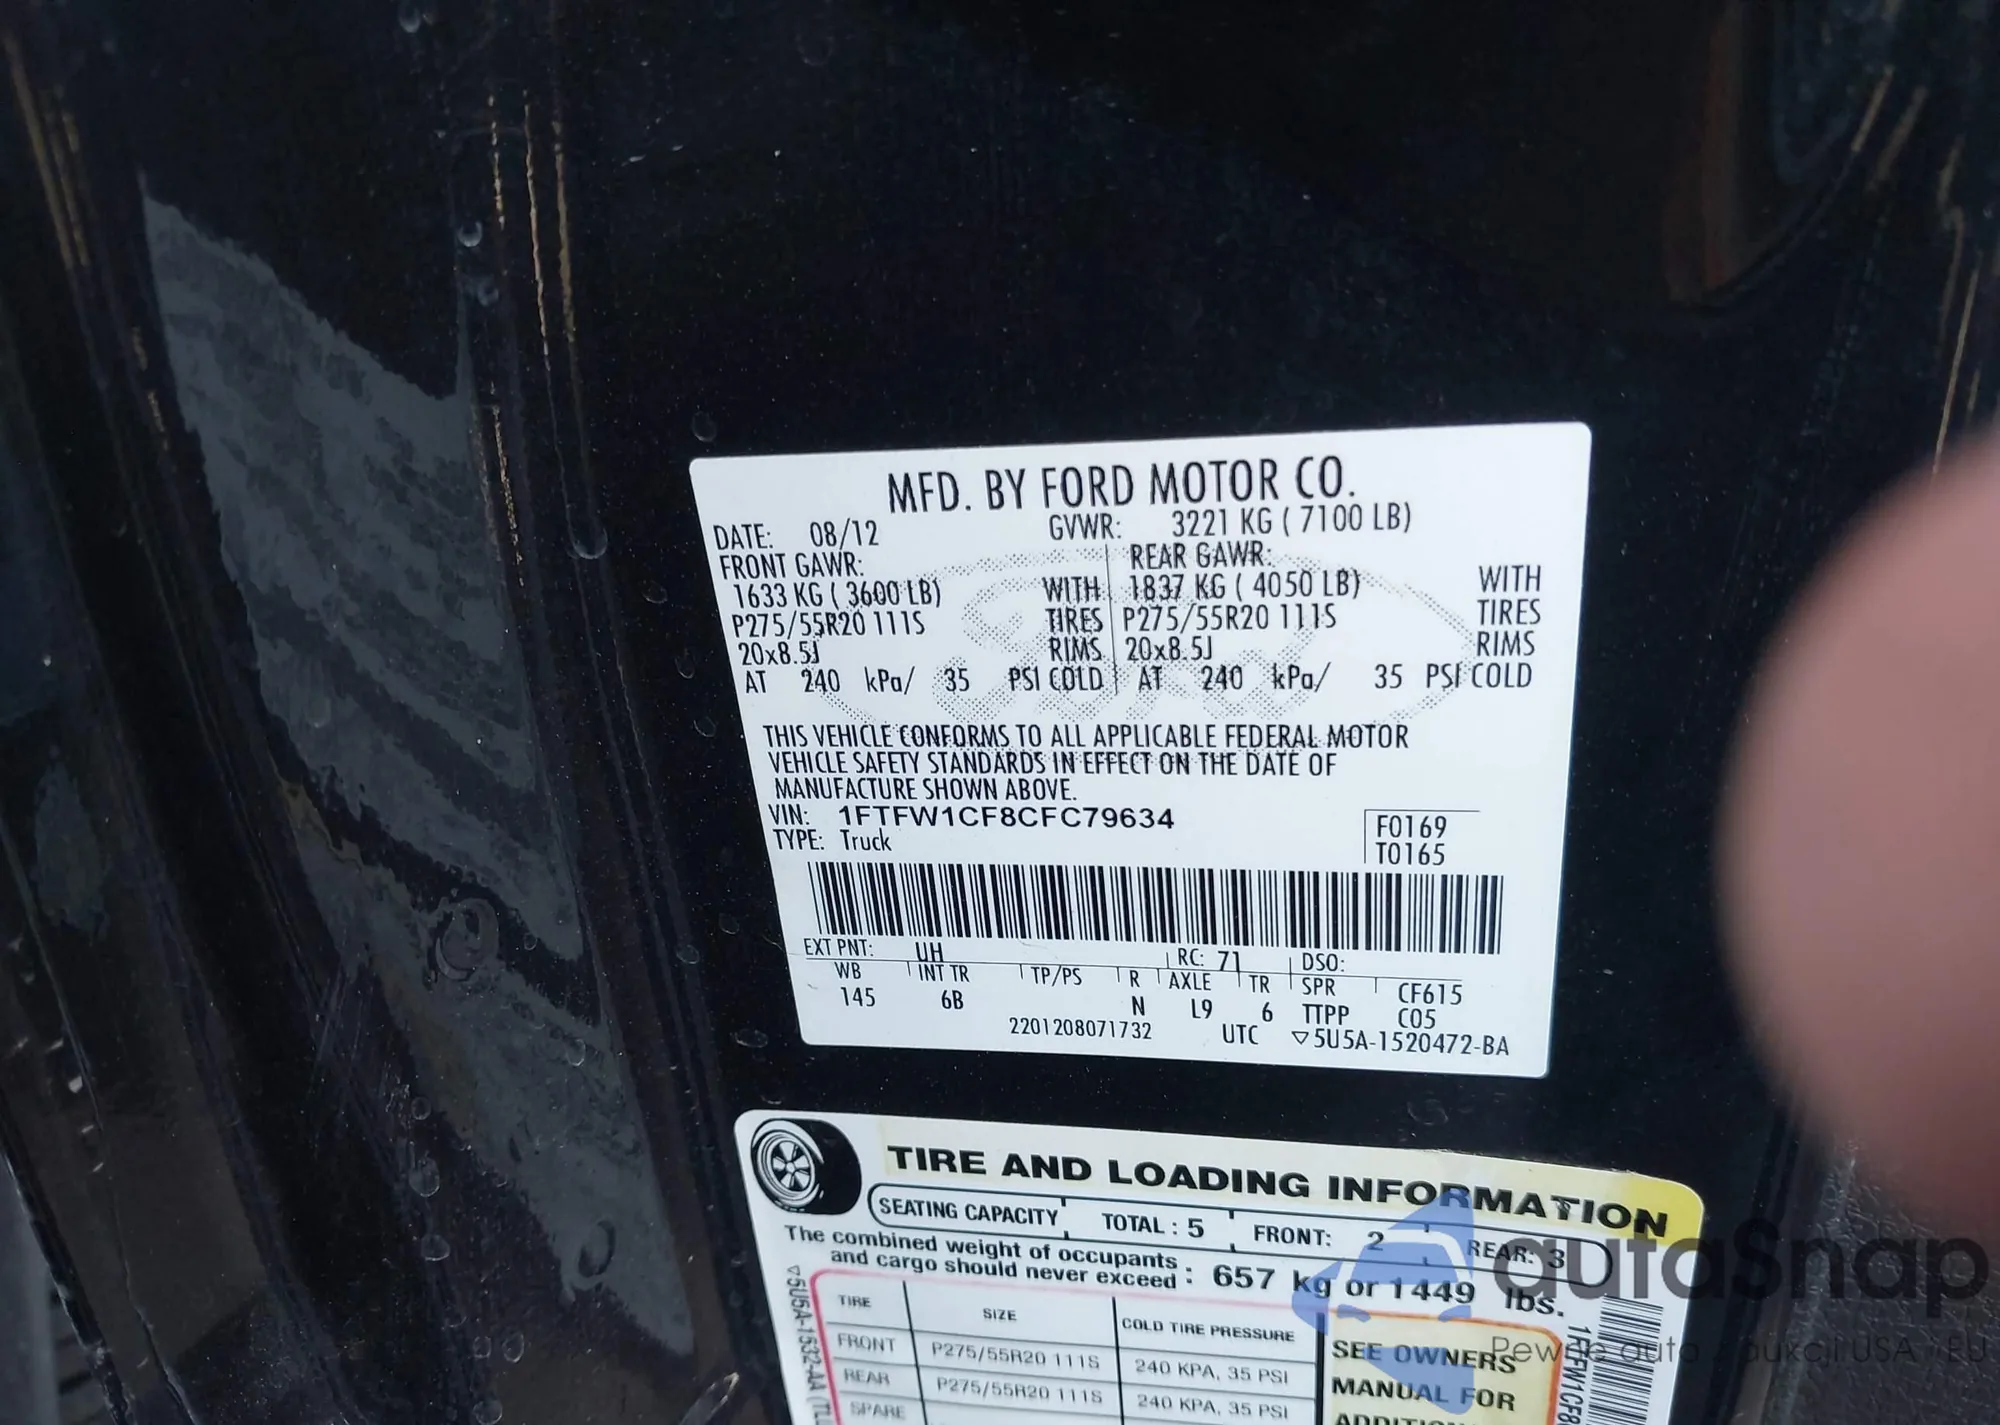 MFD. BY FORD MOTOR CO.
DATE: 08/12 GVWR: 3221 KG ( 7100 LB)
FRONT GAWR: REAR GAWR:
1633 KG ( 3600 LB) WITH 1837 KG ( 4050 LB) WITH
P275/55R20 111S TIRES P275/55R20 111S TIRES
20x8.5J RIMS 20x8.5J RIMS
AT 240 kPa/ 35 PSI COLD AT 240 kPa/ 35 PSI COLD
THIS VEHICLE CONFORMS TO ALL APPLICABLE FEDERAL MOTOR
VEHICLE SAFETY STANDARDS IN EFFECT ON THE DATE OF
MANUFACTURE SHOWN ABOVE.
VIN: 1FTFW1CF8CFC79634
TYPE: Truck
F0169
T0165
EXT PNT: UH RC: 71 DSO:
WB INT TR TP/PS R AXLE TR SPR CF615
145 6B N L9 6 TTPP C05
2201208071732 UTC ▽5U5A-1520472-BA
TIRE AND LOADING INFORMATION
SEATING CAPACITY TOTAL : 5 FRONT: 2 REAR: 3
The combined weight of occupants
and cargo should never exceed : 657 kg or 1449 lbs.
TIRE SIZE COLD TIRE PRESSURE
FRONT P275/55R20 111S 240 KPA, 35 PSI
REAR P275/55R20 111S 240 KPA, 35 PSI
SPARE
SEE OWNERS
MANUAL FOR
autaSnap
Pewne auto
USA
EU